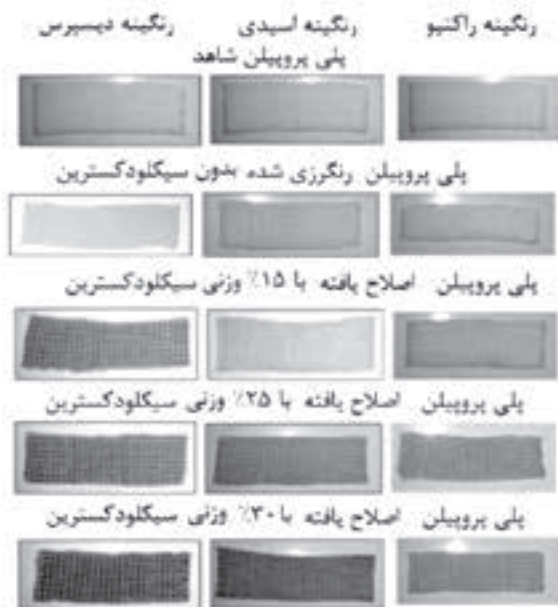 رنگینه راکتیو رنگینه اسیدی رنگینه دیسپرس
پلی پروپیلن شاهد
پلی پروپیلن رنگرزی شده بدون سیکلودکسترین
پلی پروپیلن اصلاح یافته با ۱۵٪ وزنی سیکلودکسترین
پلی پروپیلن اصلاح یافته با ۲۵٪ وزنی سیکلودکسترین
پلی پروپیلن اصلاح یافته با ۳۰٪ وزنی سیکلودکسترین